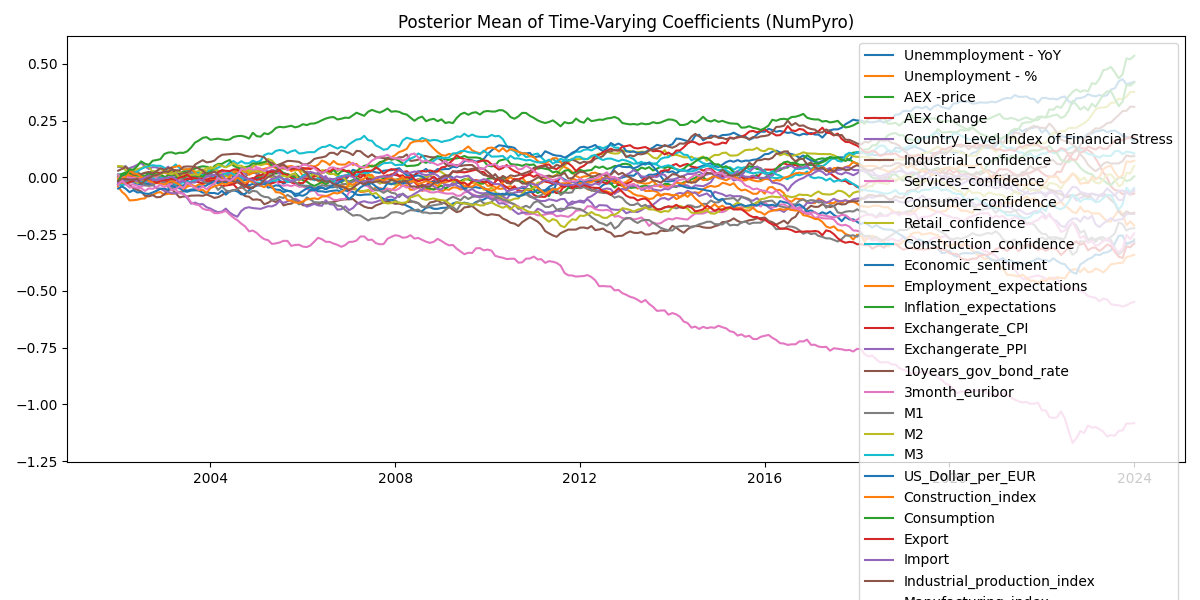 Posterior Mean of Time-Varying Coefficients (NumPyro)
0.50
0.25
0.00
−0.25
−0.50
−0.75
−1.00
−1.25
2004
2008
2012
2016
2024
Unemmployment - YoY
Unemployment - %
AEX -price
AEX change
Country Level Index of Financial Stress
Industrial_confidence
Services_confidence
Consumer_confidence
Retail_confidence
Construction_confidence
Economic_sentiment
Employment_expectations
Inflation_expectations
Exchangerate_CPI
Exchangerate_PPI
10years_gov_bond_rate
3month_euribor
M1
M2
M3
US_Dollar_per_EUR
Construction_index
Consumption
Export
Import
Industrial_production_index
Manufacturing_index